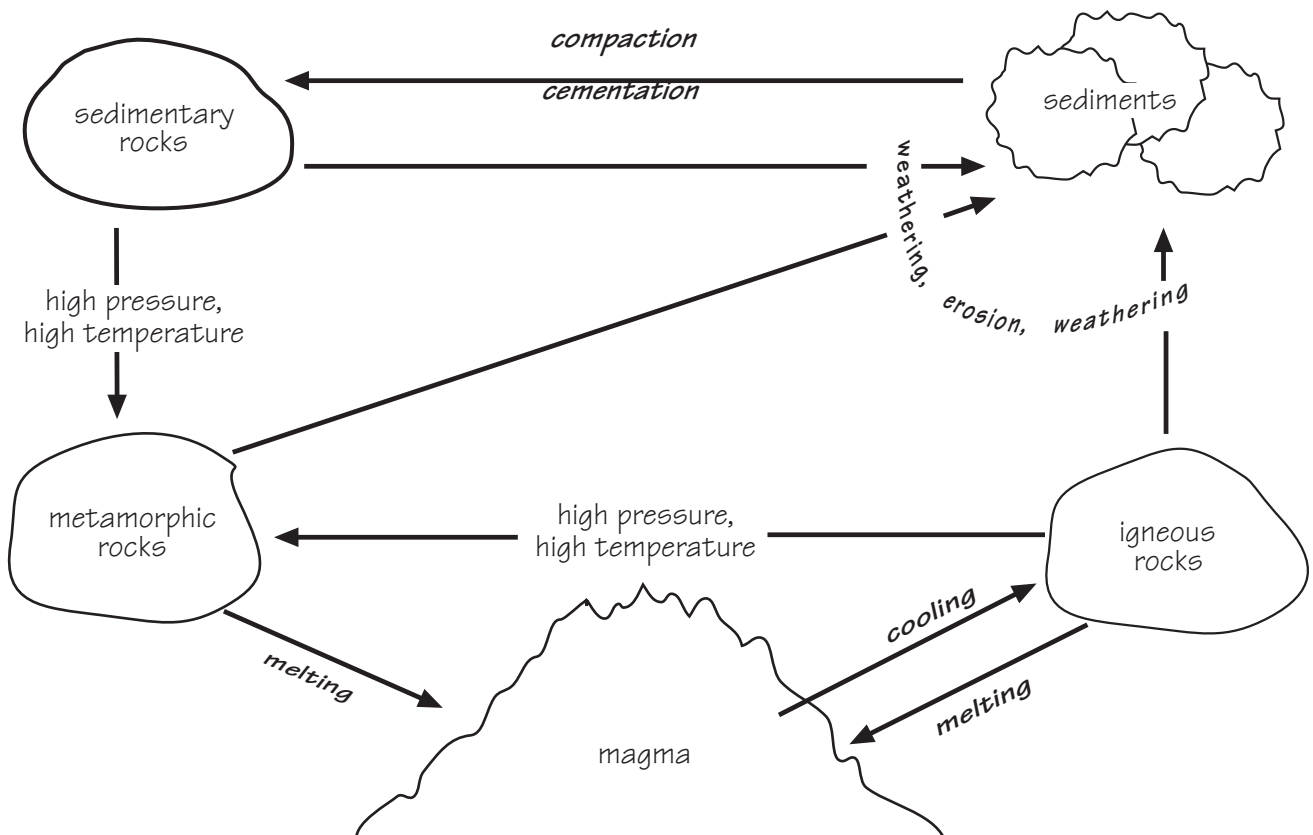 compaction
cementation
sedimentary
rocks
sediments
weathering,
erosion,
weathering
high pressure,
high temperature
metamorphic
rocks
high pressure,
high temperature
igneous
rocks
cooling
melting
melting
magma